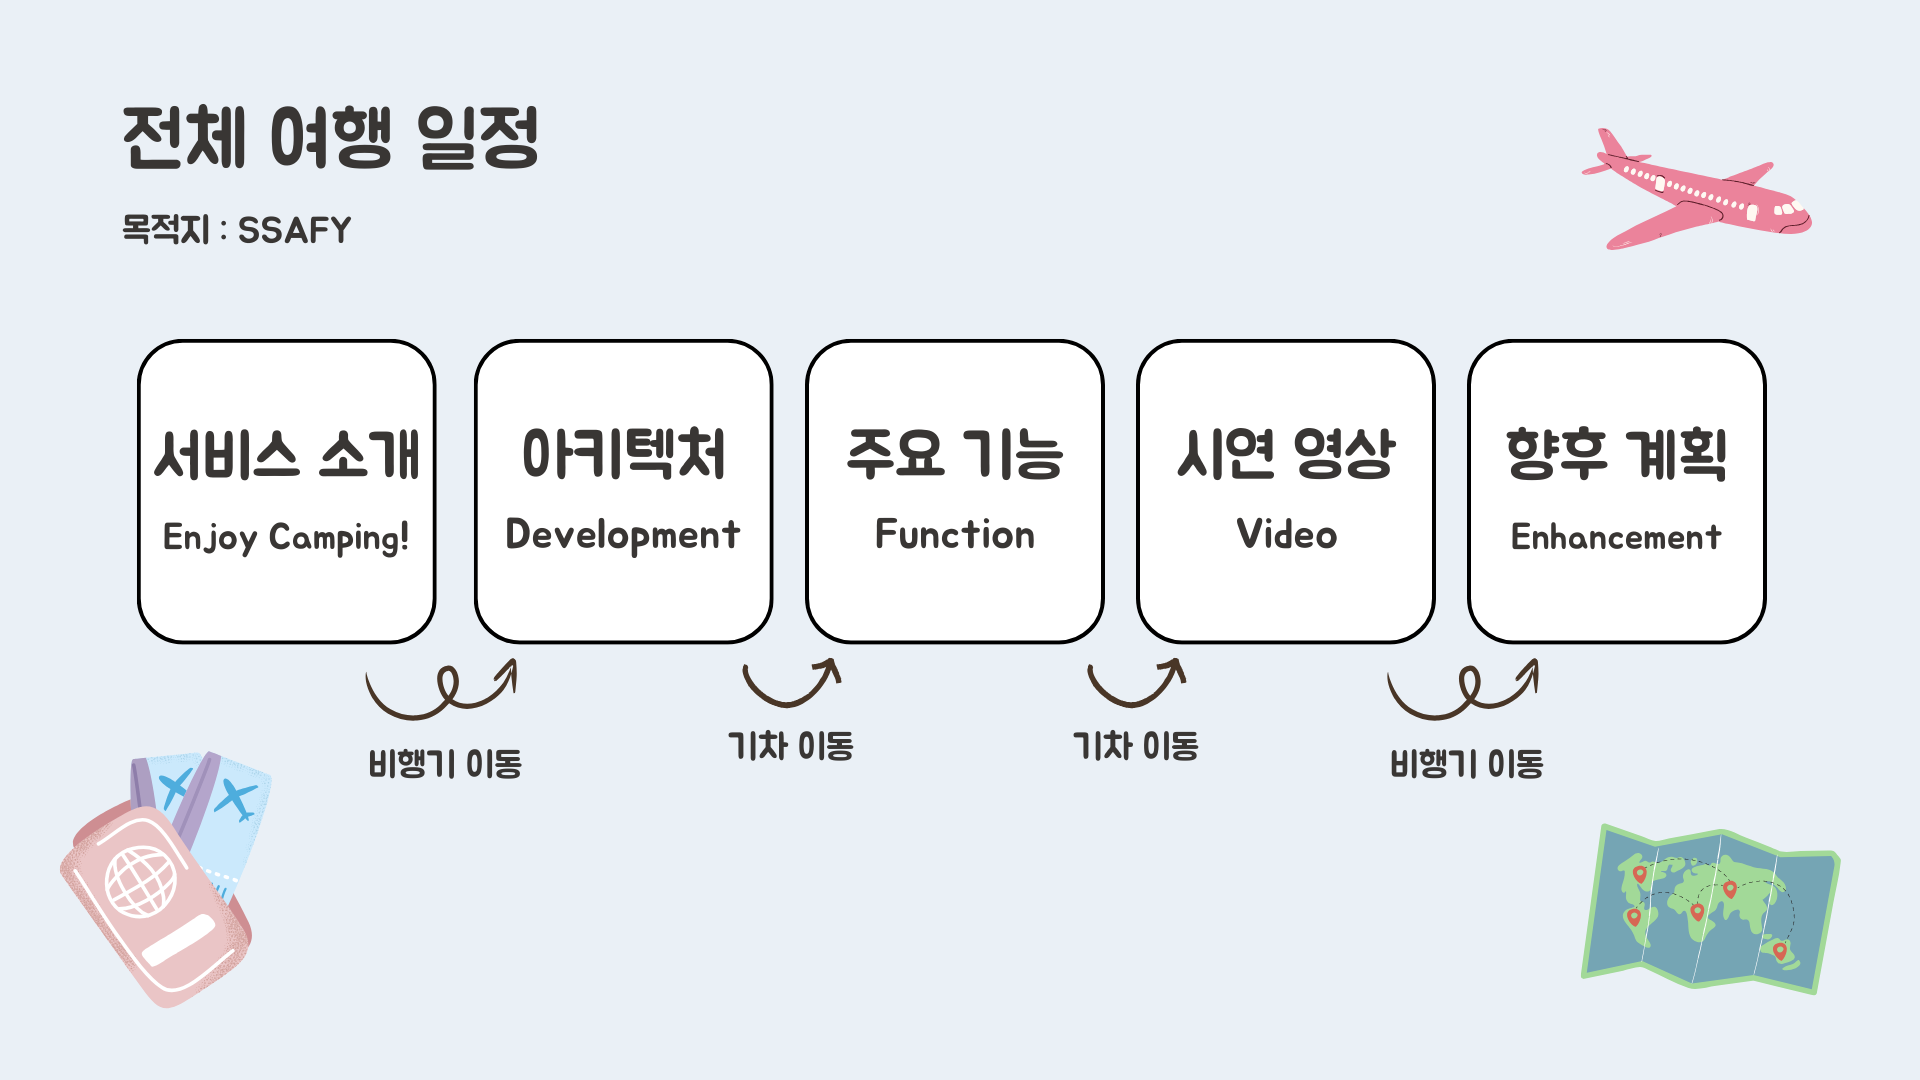 전체 여행 일정
목적지 : SSAFY
서비스 소개
Enjoy Camping!
아키텍처
Development
주요 기능
Function
시연 영상
Video
향후 계획
Enhancement
비행기 이동
기차 이동
기차 이동
비행기 이동